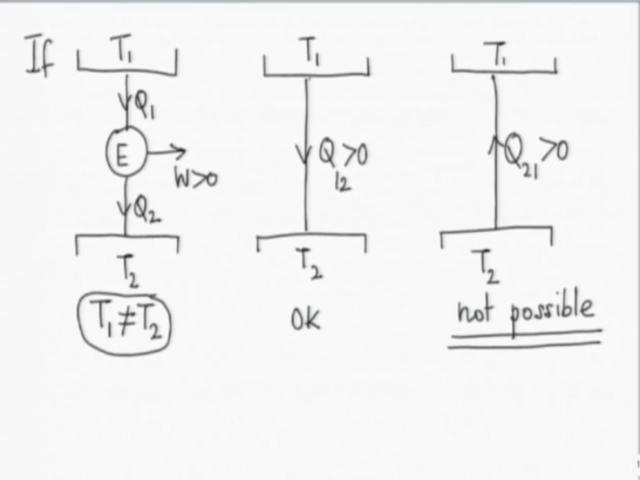 If
T₁
Q₁
E
W>0
Q₂
T₂
T₁≠T₂
T₁
Q₁₂>0
T₂
OK
T₁
Q₂₁>0
T₂
not possible